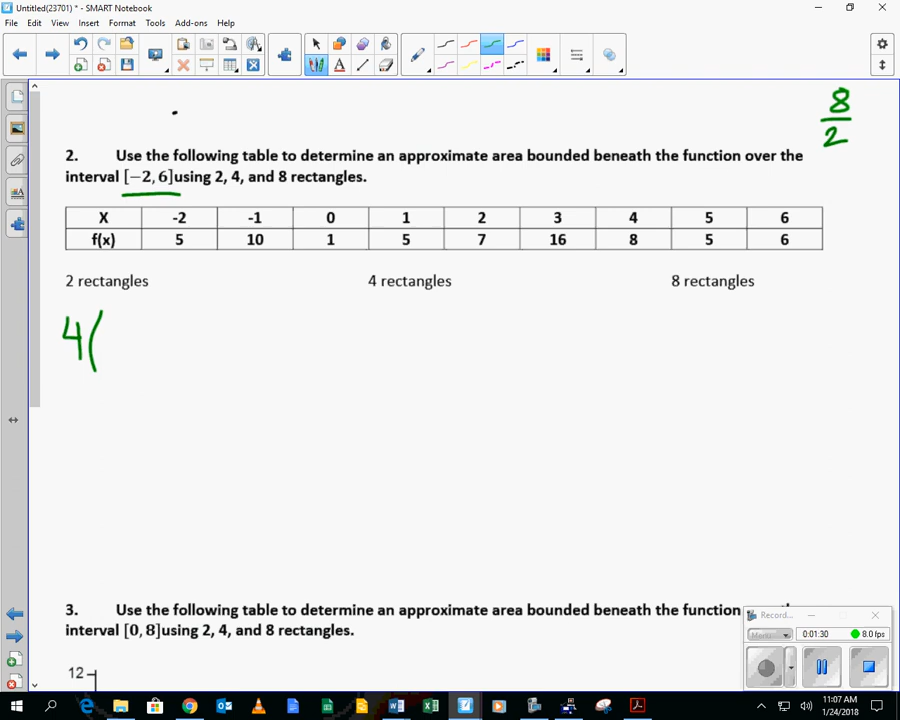 Untitled(23701) * - SMART Notebook
File Edit View Insert Format Tools Add-ons Help
8
2
2. Use the following table to determine an approximate area bounded beneath the function over the
interval [−2, 6]using 2, 4, and 8 rectangles.
X -2 -1 0 1 2 3 4 5 6
f(x) 5 10 1 5 7 16 8 5 6
2 rectangles 4 rectangles 8 rectangles
4(
3. Use the following table to determine an approximate area bounded beneath the function
interval [0, 8]using 2, 4, and 8 rectangles.
12
Record...
Menu 0:01:30 8.0 fps
11:07 AM
1/24/2018